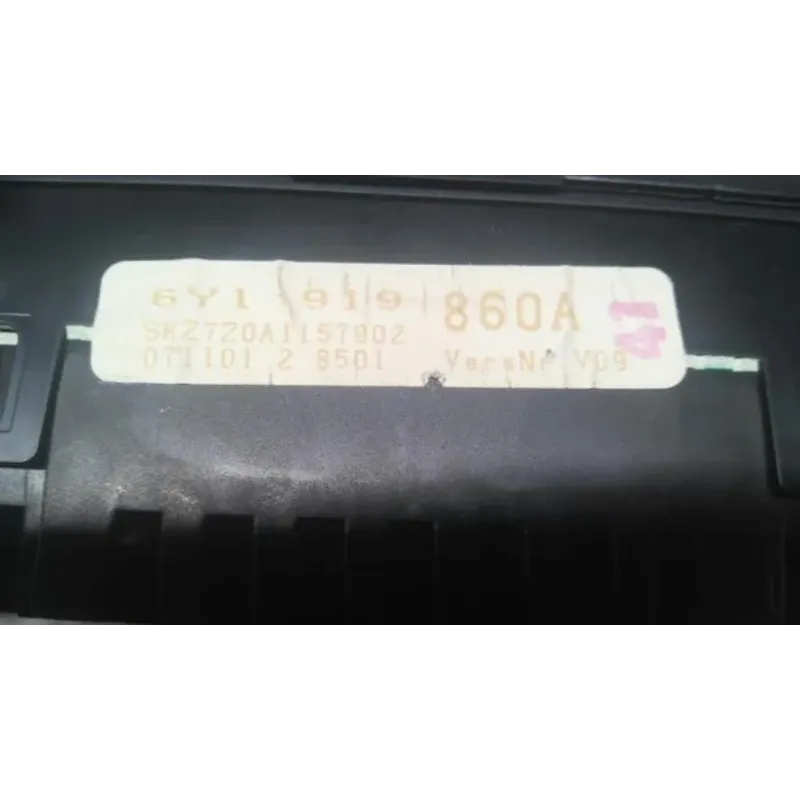 6Y1 919 860A
SKZ7Z0A1157902
071101 2 8501 VersNr V09
41